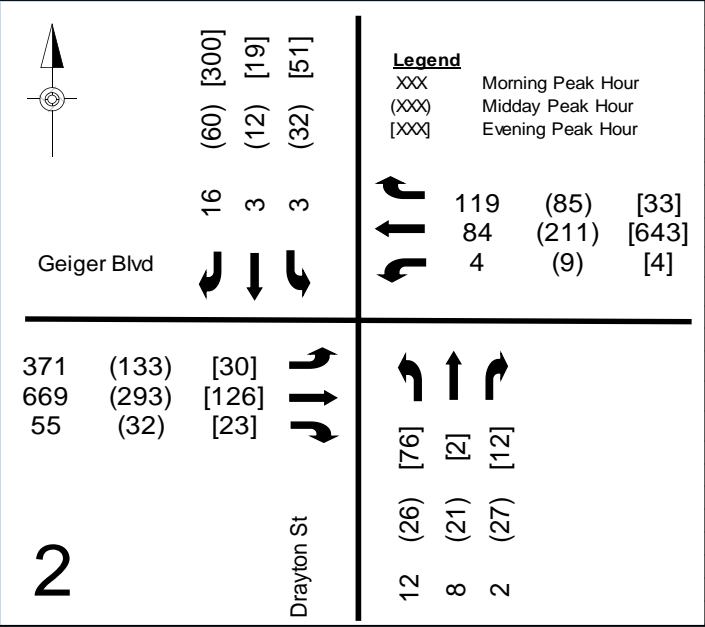 Legend
XXX Morning Peak Hour
(XXX) Midday Peak Hour
[XXX] Evening Peak Hour
16 (60) [300]
3 (12) [19]
3 (32) [51]
119 (85) [33]
84 (211) [643]
4 (9) [4]
Geiger Blvd
371 (133) [30]
669 (293) [126]
55 (32) [23]
12 (26) [76]
8 (21) [2]
2 (27) [12]
Drayton St
2